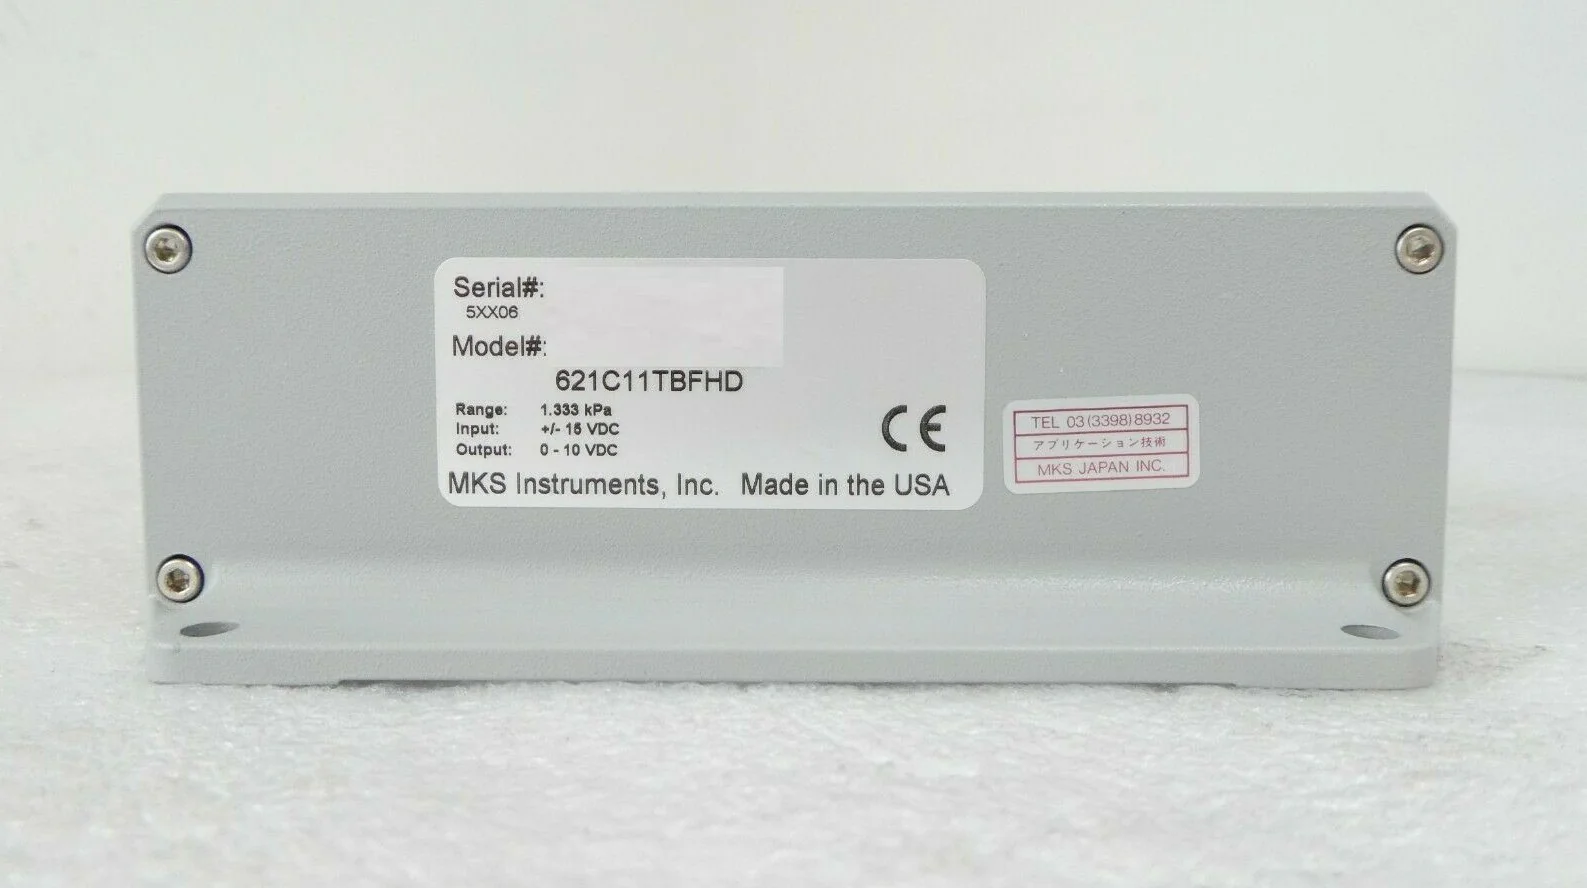 Serial#:
5XX06
Model#:
621C11TBFHD
Range: 1.333 kPa
Input: +/- 15 VDC
Output: 0 - 10 VDC
CE
MKS Instruments, Inc. Made in the USA
TEL 03(3398)8932
アプリケーション技術
MKS JAPAN INC.